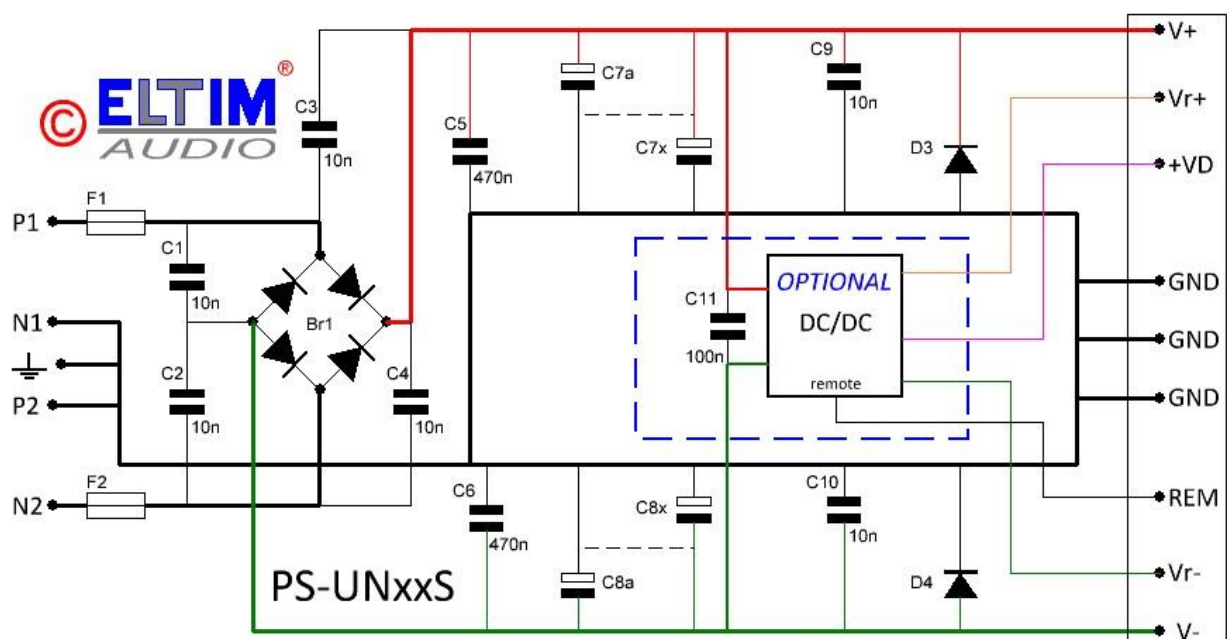 © ELTIM ®
AUDIO
C3
10n
C5
470n
C7a
C7x
C9
10n
D3
V+
Vr+
+VD
P1
F1
C1
10n
Br1
N1
C2
10n
C4
10n
P2
N2
F2
OPTIONAL
DC/DC
remote
C11
100n
GND
GND
GND
C6
470n
C8x
C8a
C10
10n
D4
REM
Vr-
V-
PS-UNxxS